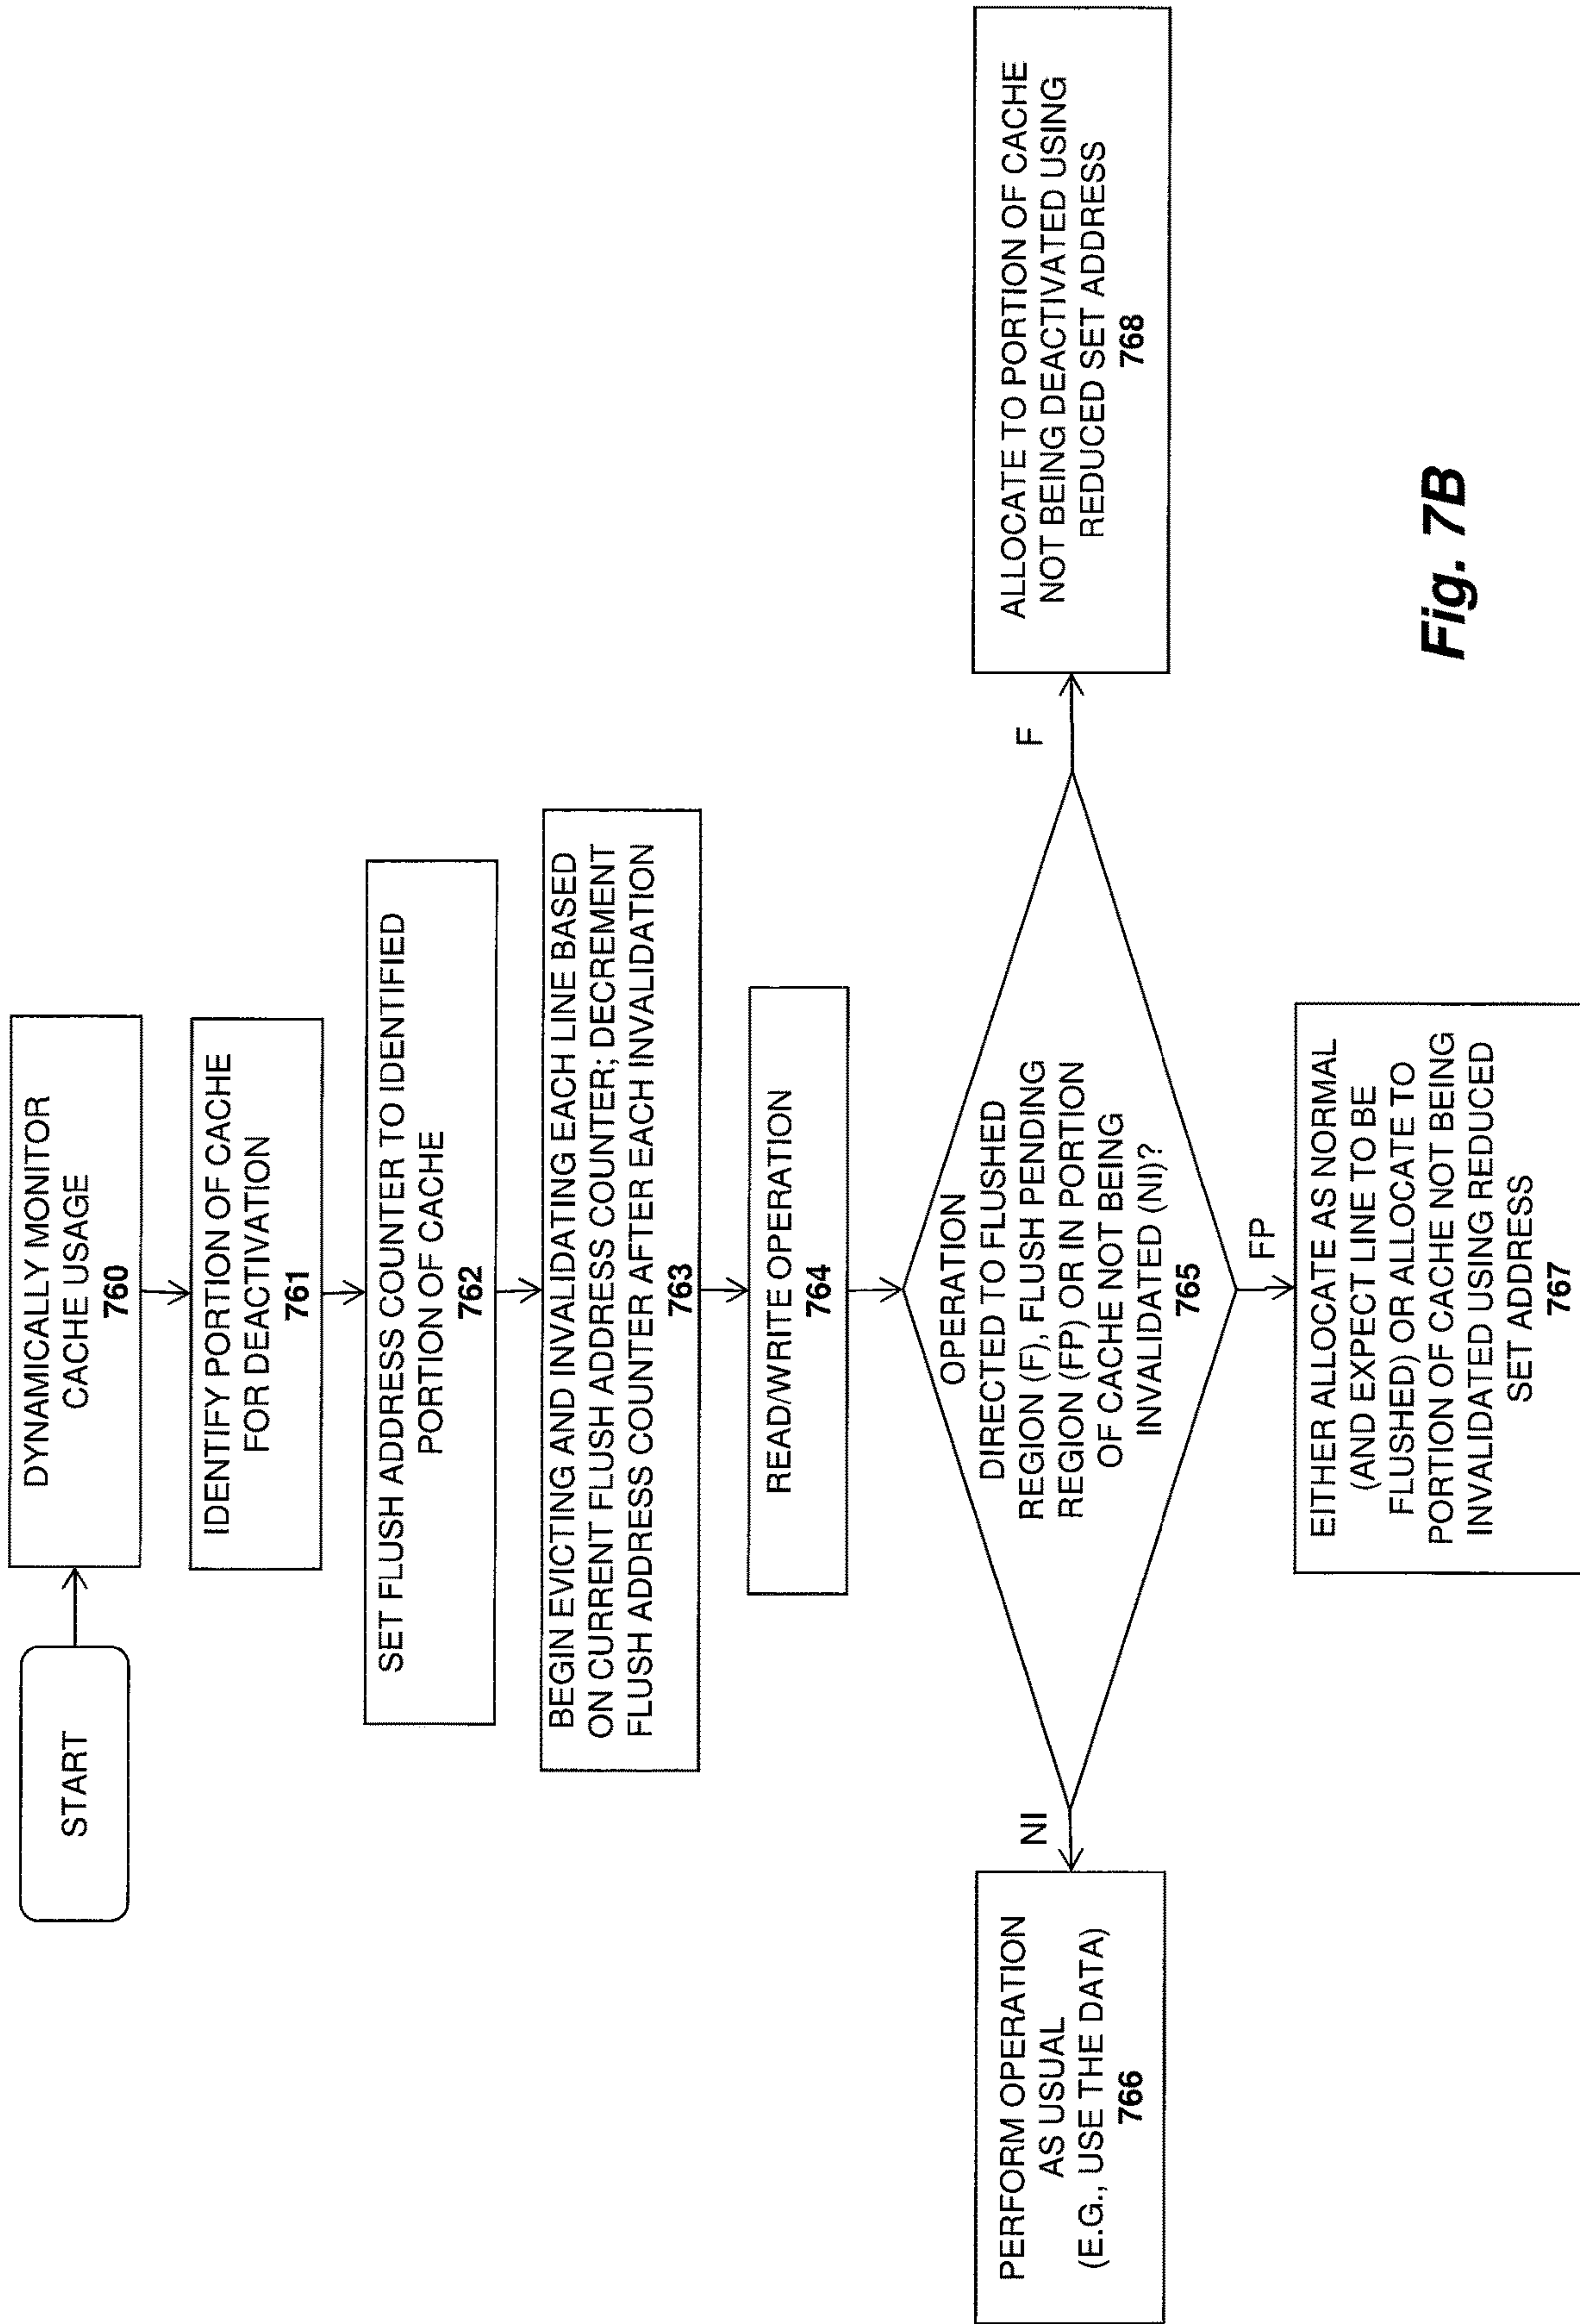 START
DYNAMICALLY MONITOR
CACHE USAGE
760
IDENTIFY PORTION OF CACHE
FOR DEACTIVATION
761
SET FLUSH ADDRESS COUNTER TO IDENTIFIED
PORTION OF CACHE
762
BEGIN EVICTING AND INVALIDATING EACH LINE BASED
ON CURRENT FLUSH ADDRESS COUNTER; DECREMENT
FLUSH ADDRESS COUNTER AFTER EACH INVALIDATION
763
READ/WRITE OPERATION
764
OPERATION
DIRECTED TO FLUSHED
REGION (F), FLUSH PENDING
REGION (FP) OR IN PORTION
OF CACHE NOT BEING
INVALIDATED (NI)?
765
NI
PERFORM OPERATION
AS USUAL
(E.G., USE THE DATA)
766
FP
EITHER ALLOCATE AS NORMAL
(AND EXPECT LINE TO BE
FLUSHED) OR ALLOCATE TO
PORTION OF CACHE NOT BEING
INVALIDATED USING REDUCED
SET ADDRESS
767
F
ALLOCATE TO PORTION OF CACHE
NOT BEING DEACTIVATED USING
REDUCED SET ADDRESS
768
Fig. 7B